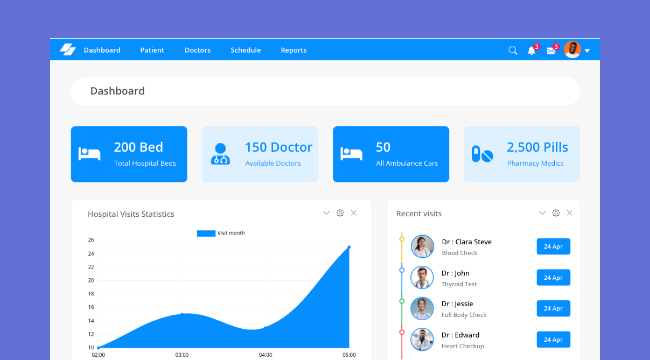 Dashboard Patient Doctors Schedule Reports 3 3
Dashboard
200 Bed
Total Hospital Beds
150 Doctor
Available Doctors
50
All Ambulance Cars
2,500 Pills
Pharmacy Medics
Hospital Visits Statistics
Visit month
26
24
22
20
18
16
14
12
10
02:00 03:00 04:00 05:00
Recent visits
Dr : Clara Steve
Blood Check
24 Apr
Dr : John
Thyroid Test
24 Apr
Dr : Jessie
Full Body Check
24 Apr
Dr : Edward
Heart Checkup
24 Apr